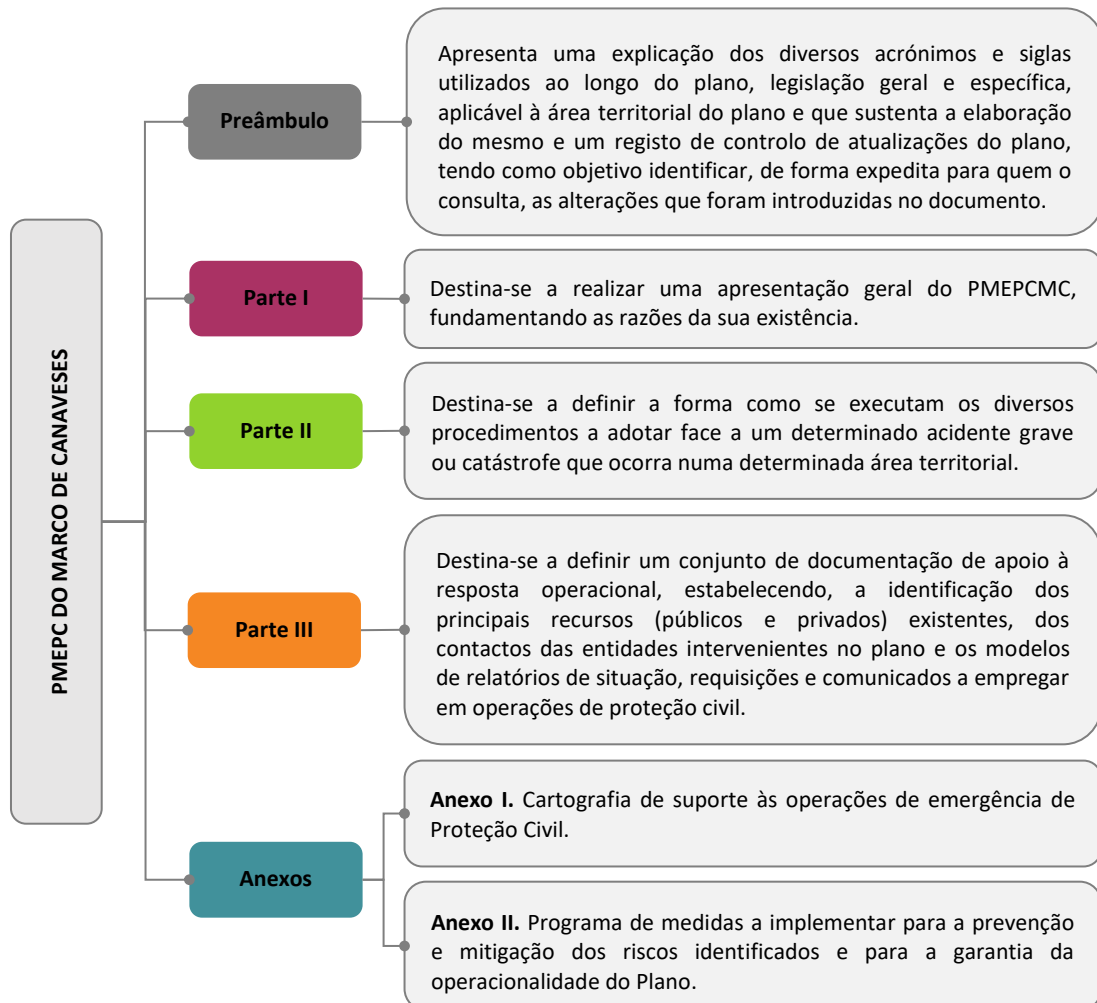 PMEPC DO MARCO DE CANAVESES
Preâmbulo
Apresenta uma explicação dos diversos acrónimos e siglas
utilizados ao longo do plano, legislação geral e específica,
aplicável à área territorial do plano e que sustenta a elaboração
do mesmo e um registo de controlo de atualizações do plano,
tendo como objetivo identificar, de forma expedita para quem o
consulta, as alterações que foram introduzidas no documento.
Parte I
Destina-se a realizar uma apresentação geral do PMEPCMC,
fundamentando as razões da sua existência.
Parte II
Destina-se a definir a forma como se executam os diversos
procedimentos a adotar face a um determinado acidente grave
ou catástrofe que ocorra numa determinada área territorial.
Parte III
Destina-se a definir um conjunto de documentação de apoio à
resposta operacional, estabelecendo, a identificação dos
principais recursos (públicos e privados) existentes, dos
contactos das entidades intervenientes no plano e os modelos
de relatórios de situação, requisições e comunicados a empregar
em operações de proteção civil.
Anexos
Anexo I. Cartografia de suporte às operações de emergência de
Proteção Civil.
Anexo II. Programa de medidas a implementar para a prevenção
e mitigação dos riscos identificados e para a garantia da
operacionalidade do Plano.